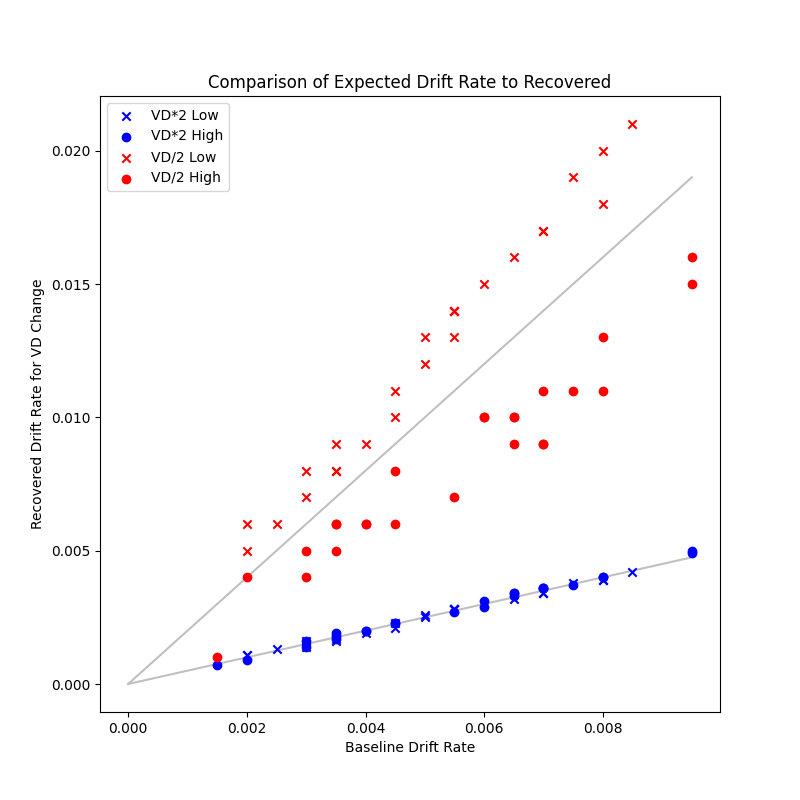 Comparison of Expected Drift Rate to Recovered
VD*2 Low
VD*2 High
VD/2 Low
VD/2 High
0.020
0.015
0.010
0.005
0.000
Recovered Drift Rate for VD Change
0.000 0.002 0.004 0.006 0.008
Baseline Drift Rate